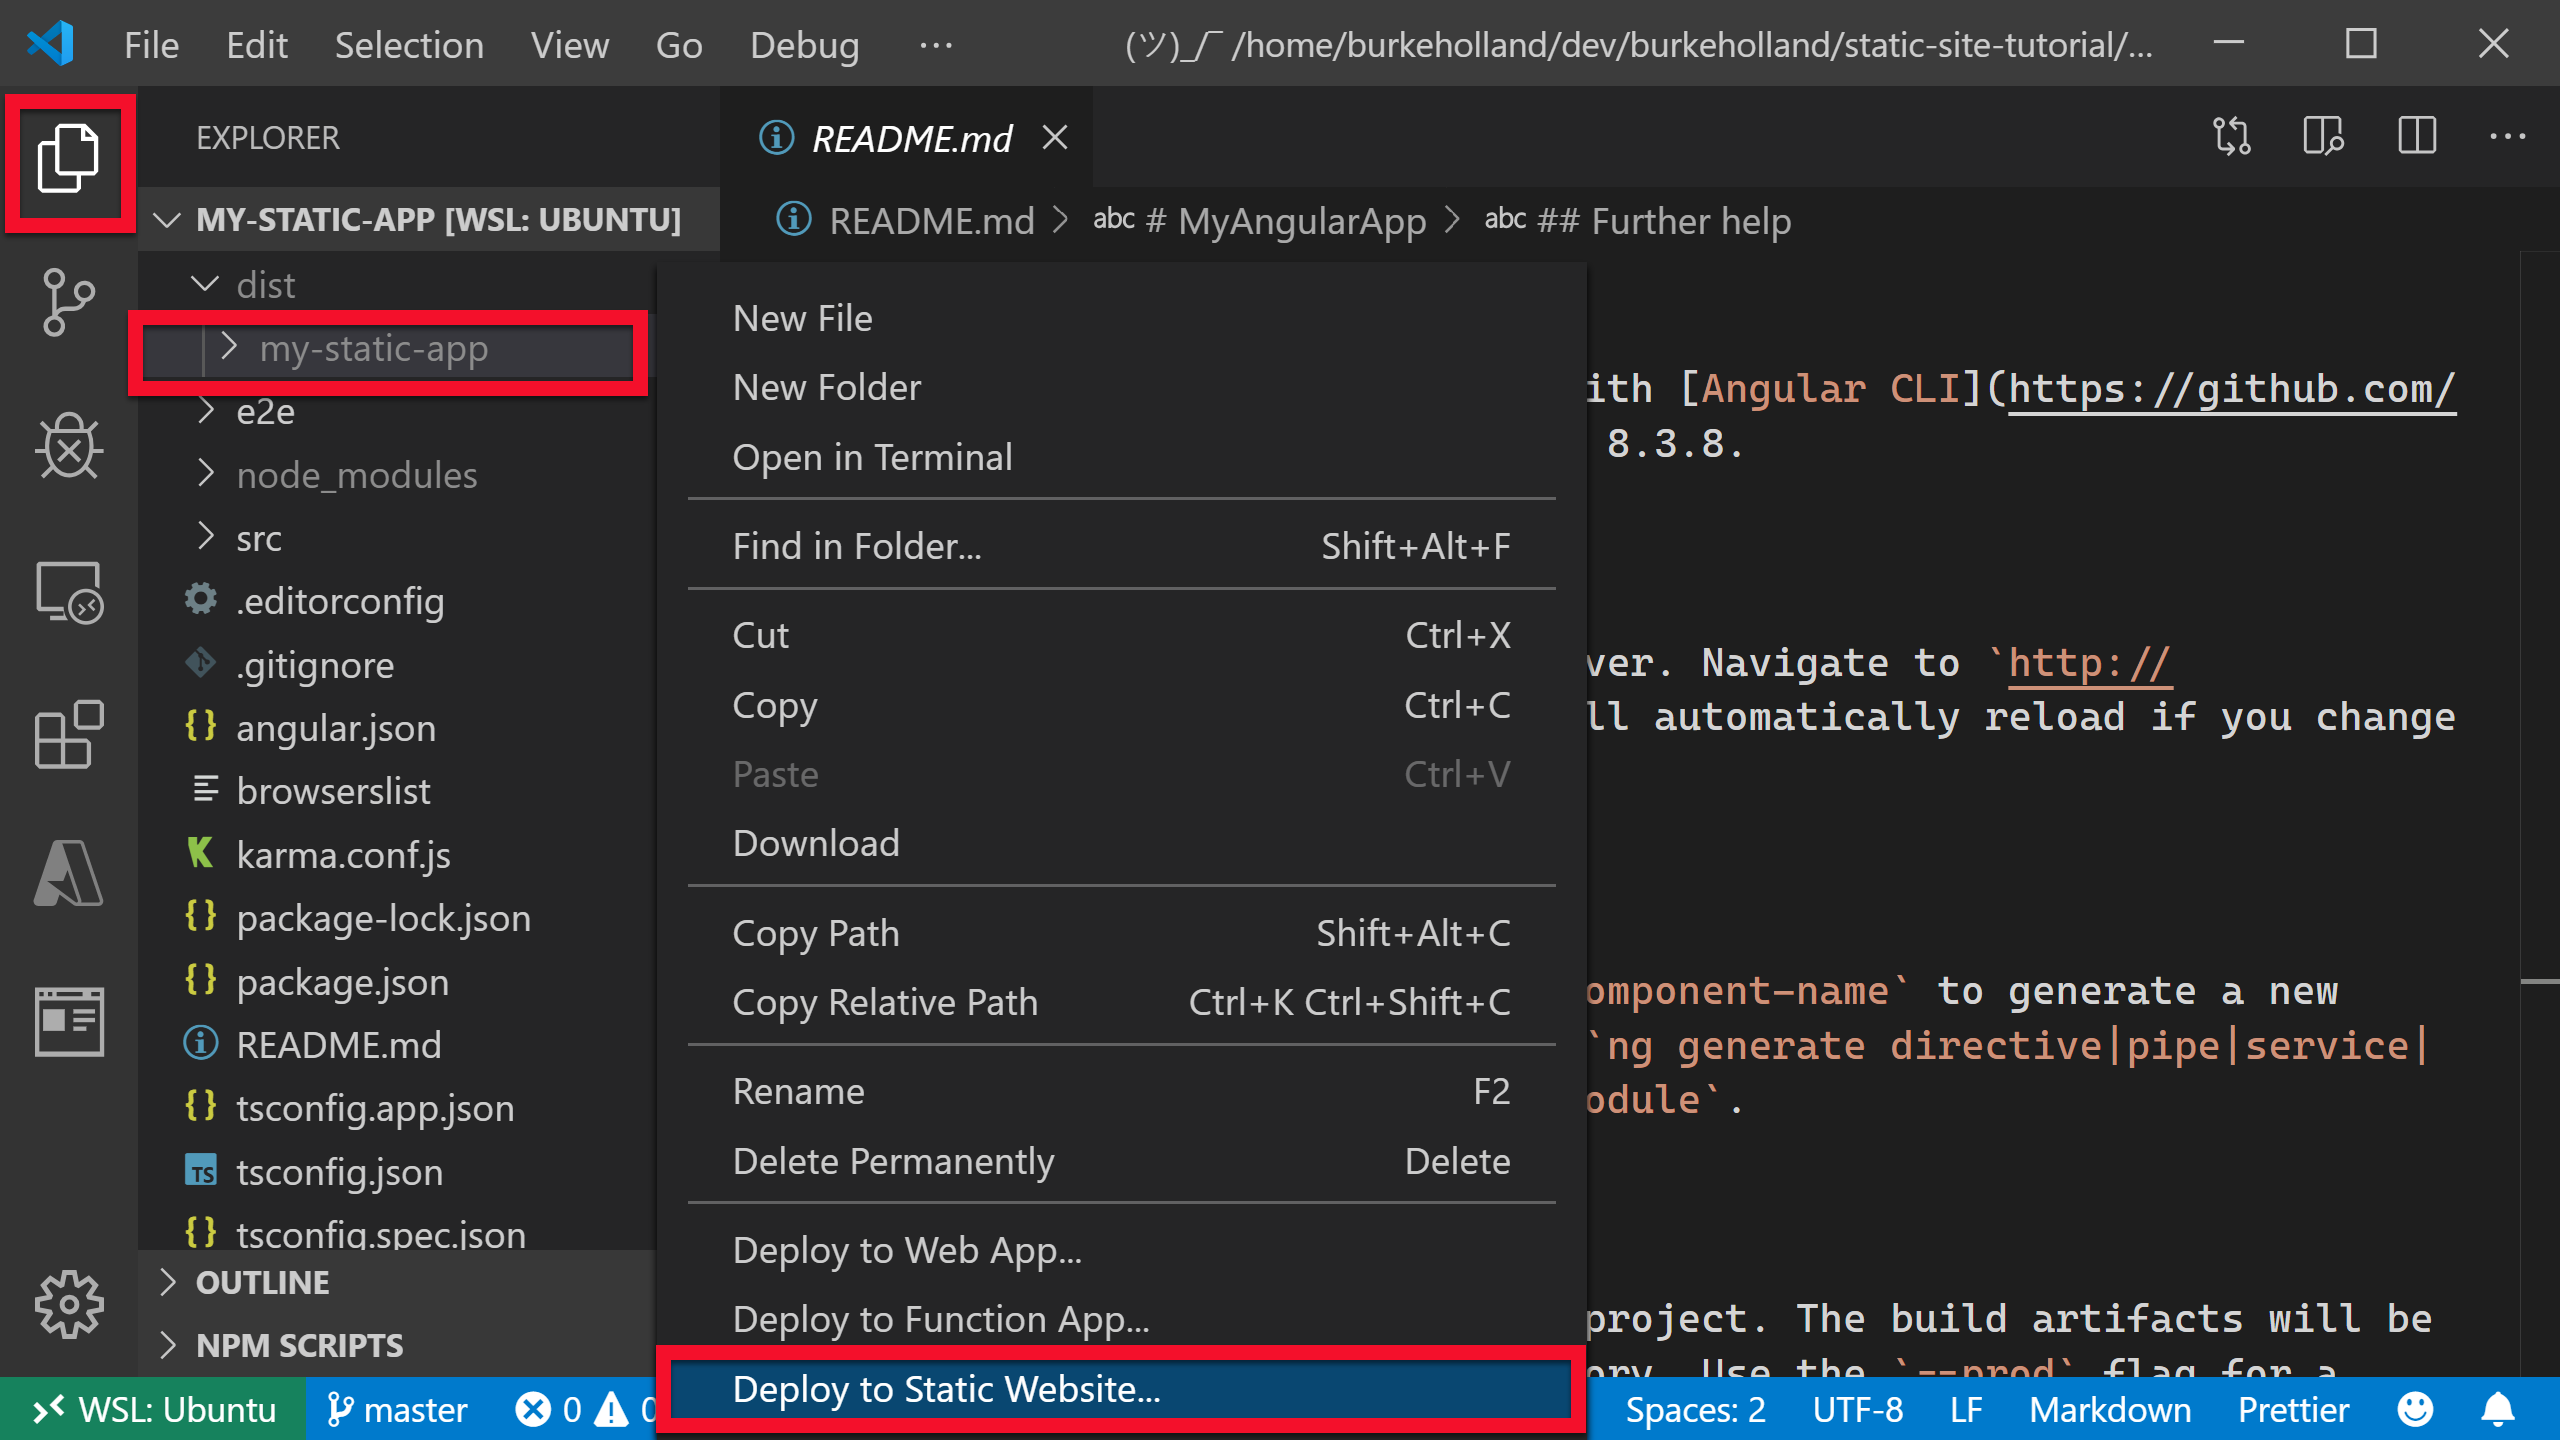 File Edit Selection View Go Debug ··· (ツ)_/¯ /home/burkeholland/dev/burkeholland/static-site-tutorial/...
EXPLORER
MY-STATIC-APP [WSL: UBUNTU]
dist
my-static-app
e2e
node_modules
src
.editorconfig
.gitignore
angular.json
browserslist
karma.conf.js
package-lock.json
package.json
README.md
tsconfig.app.json
TS tsconfig.json
tsconfig.spec.json
OUTLINE
NPM SCRIPTS
README.md
README.md > abc # MyAngularApp > abc ## Further help
ith [Angular CLI](https://github.com/
8.3.8.
ver. Navigate to `http://
ll automatically reload if you change
omponent-name` to generate a new
`ng generate directive|pipe|service|
odule`.
project. The build artifacts will be
ory. Use the `--prod` flag for a
New File
New Folder
Open in Terminal
Find in Folder... Shift+Alt+F
Cut Ctrl+X
Copy Ctrl+C
Paste Ctrl+V
Download
Copy Path Shift+Alt+C
Copy Relative Path Ctrl+K Ctrl+Shift+C
Rename F2
Delete Permanently Delete
Deploy to Web App...
Deploy to Function App...
Deploy to Static Website...
WSL: Ubuntu master 0 0 Spaces: 2 UTF-8 LF Markdown Prettier